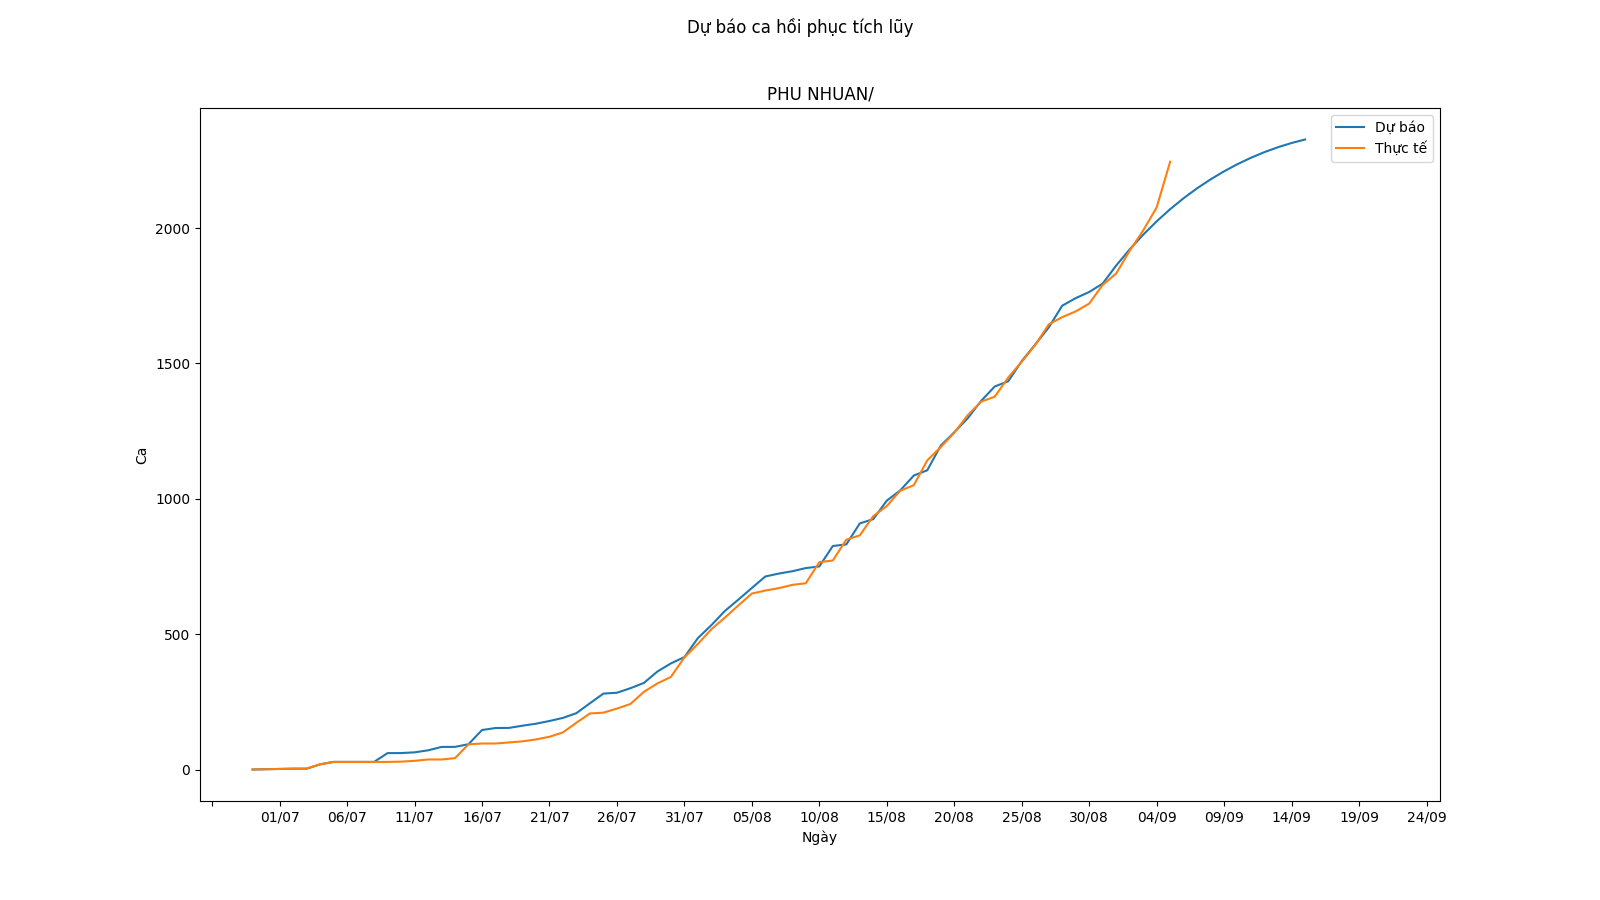 Dự báo ca hồi phục tích lũy
PHU NHUAN/
Dự báo
Thực tế
2000
1500
1000
500
0
Ca
01/07 06/07 11/07 16/07 21/07 26/07 31/07 05/08 10/08 15/08 20/08 25/08 30/08 04/09 09/09 14/09 19/09 24/09
Ngày